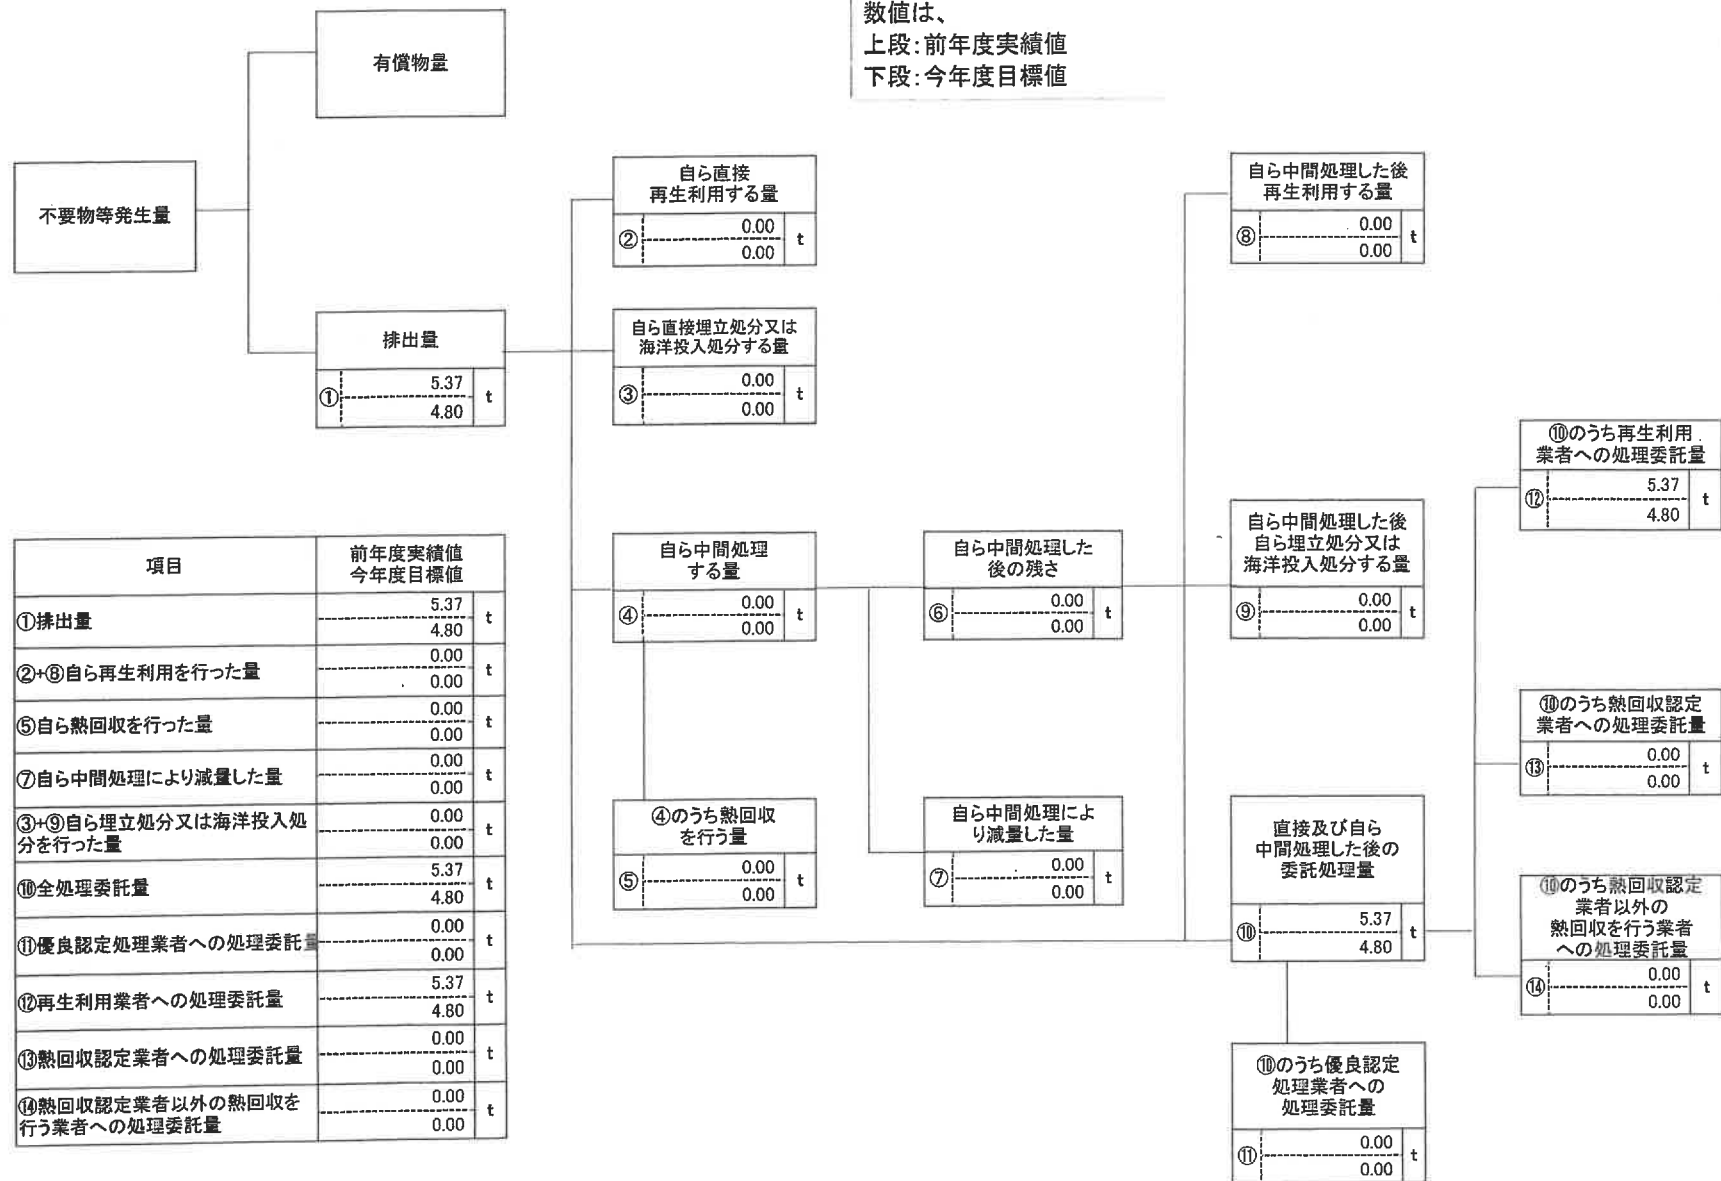 数値は、
上段:前年度実績値
下段:今年度目標値
有償物量
不要物等発生量
排出量
① 5.37 t
4.80
自ら直接
再生利用する量
② 0.00 t
0.00
自ら直接埋立処分又は
海洋投入処分する量
③ 0.00 t
0.00
自ら中間処理
する量
④ 0.00 t
0.00
④のうち熱回収
を行う量
⑤ 0.00 t
0.00
自ら中間処理した
後の残さ
⑥ 0.00 t
0.00
自ら中間処理によ
り減量した量
⑦ 0.00 t
0.00
自ら中間処理した後
再生利用する量
⑧ 0.00 t
0.00
自ら中間処理した後
自ら埋立処分又は
海洋投入処分する量
⑨ 0.00 t
0.00
直接及び自ら
中間処理した後の
委託処理量
⑩ 5.37 t
4.80
⑩のうち優良認定
処理業者への
処理委託量
⑪ 0.00 t
0.00
⑩のうち再生利用
業者への処理委託量
⑫ 5.37 t
4.80
⑩のうち熱回収認定
業者への処理委託量
⑬ 0.00 t
0.00
⑩のうち熱回収認定
業者以外の
熱回収を行う業者
への処理委託量
⑭ 0.00 t
0.00
項目 前年度実績値
今年度目標値
①排出量 5.37 t
4.80
②+⑧自ら再生利用を行った量 0.00 t
0.00
⑤自ら熱回収を行った量 0.00 t
0.00
⑦自ら中間処理により減量した量 0.00 t
0.00
③+⑨自ら埋立処分又は海洋投入処 0.00 t
分を行った量 0.00
⑩全処理委託量 5.37 t
4.80
⑪優良認定処理業者への処理委託量 0.00 t
0.00
⑫再生利用業者への処理委託量 5.37 t
4.80
⑬熱回収認定業者への処理委託量 0.00 t
0.00
⑭熱回収認定業者以外の熱回収を 0.00 t
行う業者への処理委託量 0.00